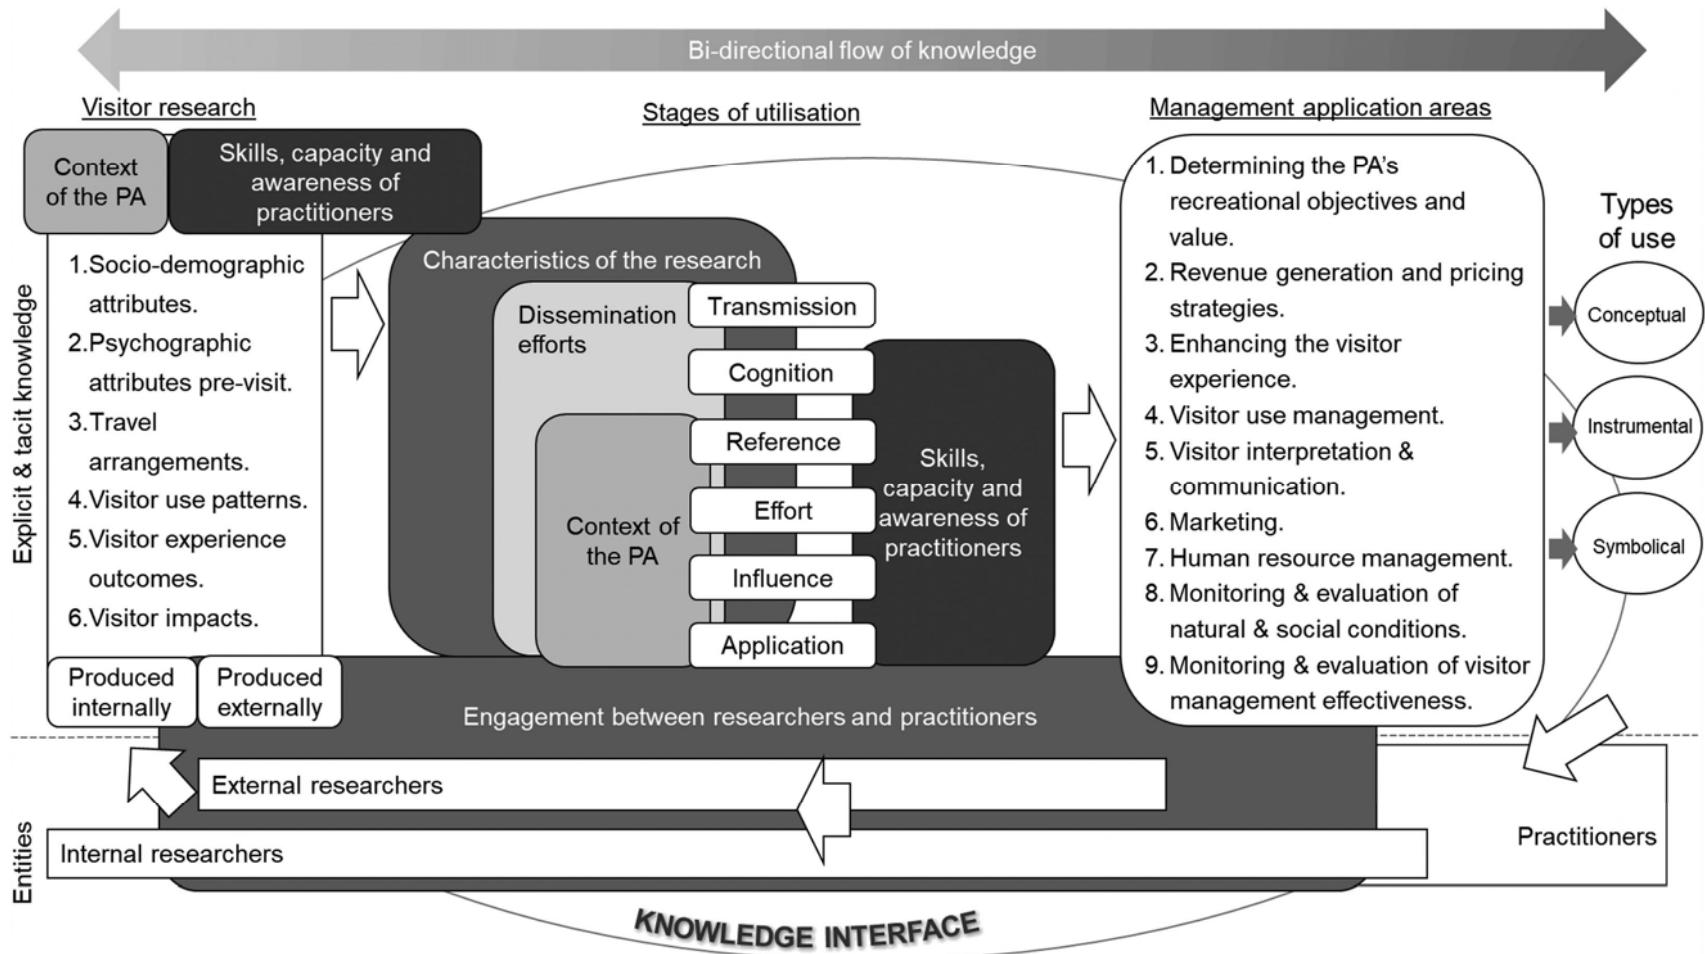 Bi-directional flow of knowledge
Visitor research
Stages of utilisation
Management application areas
Context
of the PA
Skills, capacity and
awareness of
practitioners
Explicit & tacit knowledge
1.Socio-demographic
attributes.
2.Psychographic
attributes pre-visit.
3.Travel
arrangements.
4.Visitor use patterns.
5.Visitor experience
outcomes.
6.Visitor impacts.
Produced
internally
Produced
externally
Characteristics of the research
Dissemination
efforts
Context of
the PA
Transmission
Cognition
Reference
Effort
Influence
Application
Skills,
capacity and
awareness of
practitioners
1. Determining the PA's
recreational objectives and
value.
2. Revenue generation and pricing
strategies.
3. Enhancing the visitor
experience.
4. Visitor use management.
5. Visitor interpretation &
communication.
6. Marketing.
7. Human resource management.
8. Monitoring & evaluation of
natural & social conditions.
9. Monitoring & evaluation of visitor
management effectiveness.
Types
of use
Conceptual
Instrumental
Symbolical
Engagement between researchers and practitioners
Entities
External researchers
Internal researchers
Practitioners
KNOWLEDGE INTERFACE